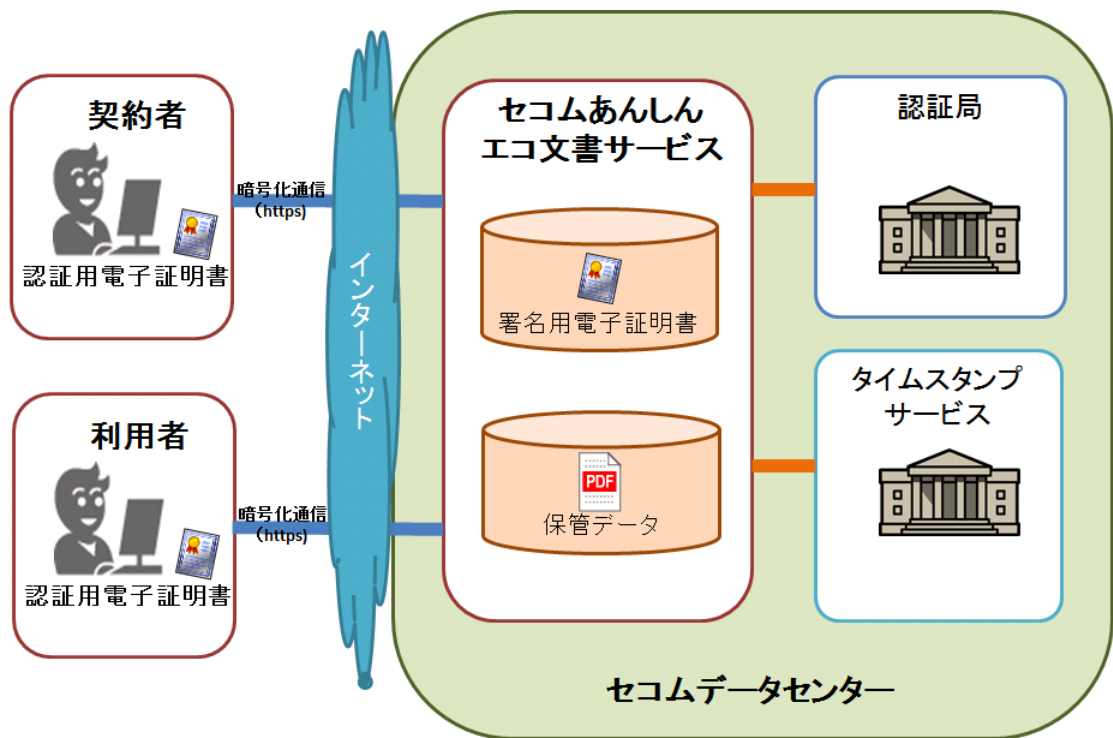 契約者
認証用電子証明書
暗号化通信
（https)
利用者
認証用電子証明書
暗号化通信
（https)
インターネット
セコムあんしん
エコ文書サービス
署名用電子証明書
PDF
保管データ
認証局
タイムスタンプ
サービス
セコムデータセンター